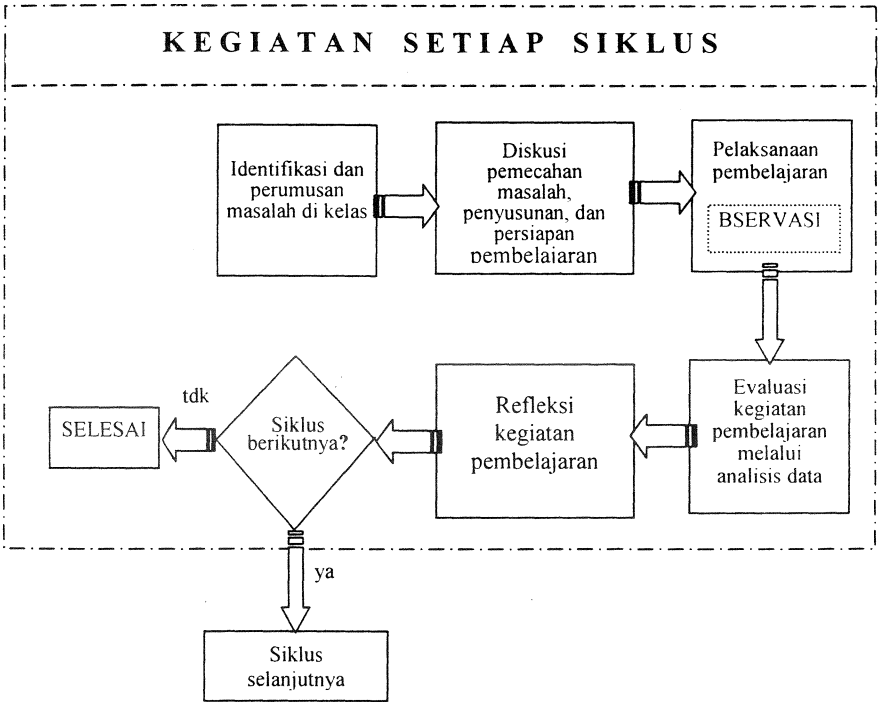 KEGIATAN SETIAP SIKLUS
Identifikasi dan
perumusan
masalah di kelas
Diskusi
pemecahan
masalah,
penyusunan, dan
persiapan
pembelajaran
Pelaksanaan
pembelajaran
BSERVASI
Evaluasi
kegiatan
pembelajaran
melalui
analisis data
Refleksi
kegiatan
pembelajaran
Siklus
berikutnya?
tdk
SELESAI
ya
Siklus
selanjutnya